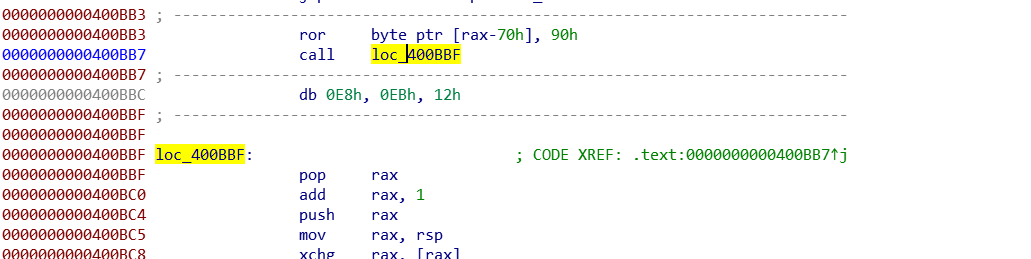 0000000000400BB3 ; ---------------------------------------------------------------------------
0000000000400BB3 ror byte ptr [rax-70h], 90h
0000000000400BB7 call loc_400BBF
0000000000400BB7 ; ---------------------------------------------------------------------------
0000000000400BBC db 0E8h, 0EBh, 12h
0000000000400BBF ; ---------------------------------------------------------------------------
0000000000400BBF
0000000000400BBF loc_400BBF: ; CODE XREF: .text:0000000000400BB7↑j
0000000000400BBF pop rax
0000000000400BC0 add rax, 1
0000000000400BC4 push rax
0000000000400BC5 mov rax, rsp
0000000000400BC8 xchg rax, [rax]